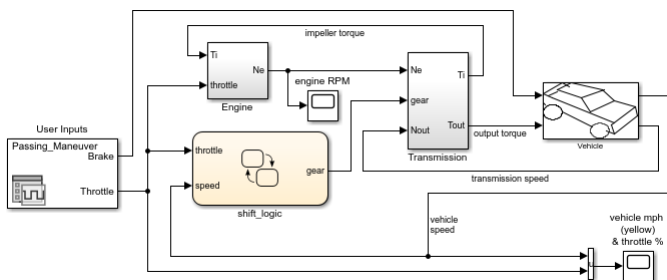 impeller torque
Ti
Ne
throttle
Engine
engine RPM
Ne
Ti
gear
Nout
Tout
Transmission
output torque
Vehicle
transmission speed
User Inputs
Passing_Maneuver
Brake
Throttle
throttle
gear
speed
shift_logic
vehicle
speed
vehicle mph
(yellow)
& throttle %